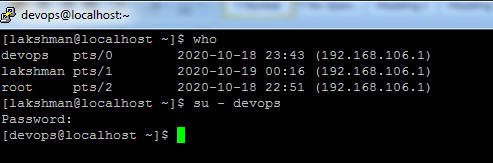 devops@localhost:~
[lakshman@localhost ~]$ who
devops   pts/0        2020-10-18 23:43 (192.168.106.1)
lakshman pts/1        2020-10-19 00:16 (192.168.106.1)
root     pts/2        2020-10-18 22:51 (192.168.106.1)
[lakshman@localhost ~]$ su - devops
Password:
[devops@localhost ~]$